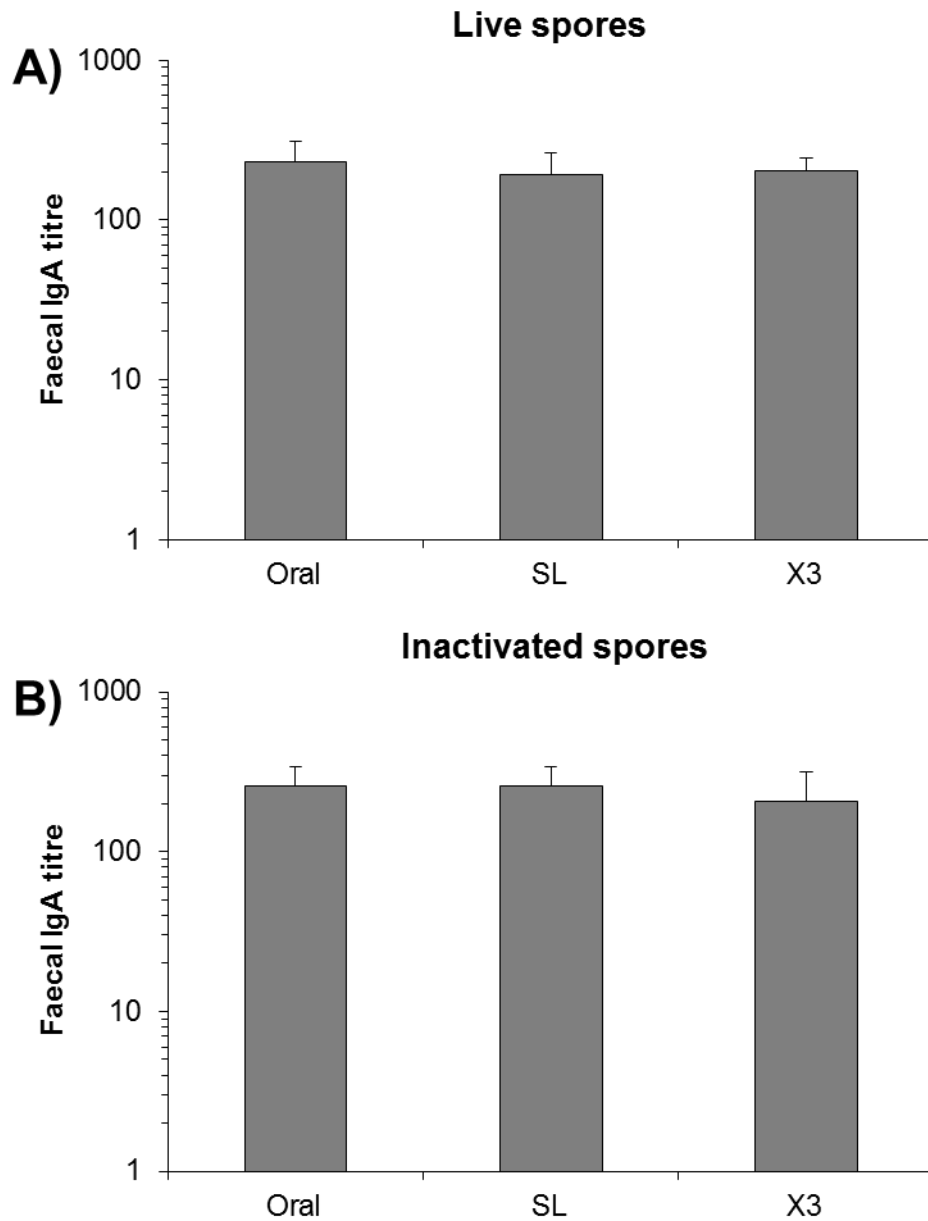 Live spores
A)
1000
100
10
1
Faecal IgA titre
Oral SL X3
Inactivated spores
B)
1000
100
10
1
Faecal IgA titre
Oral SL X3